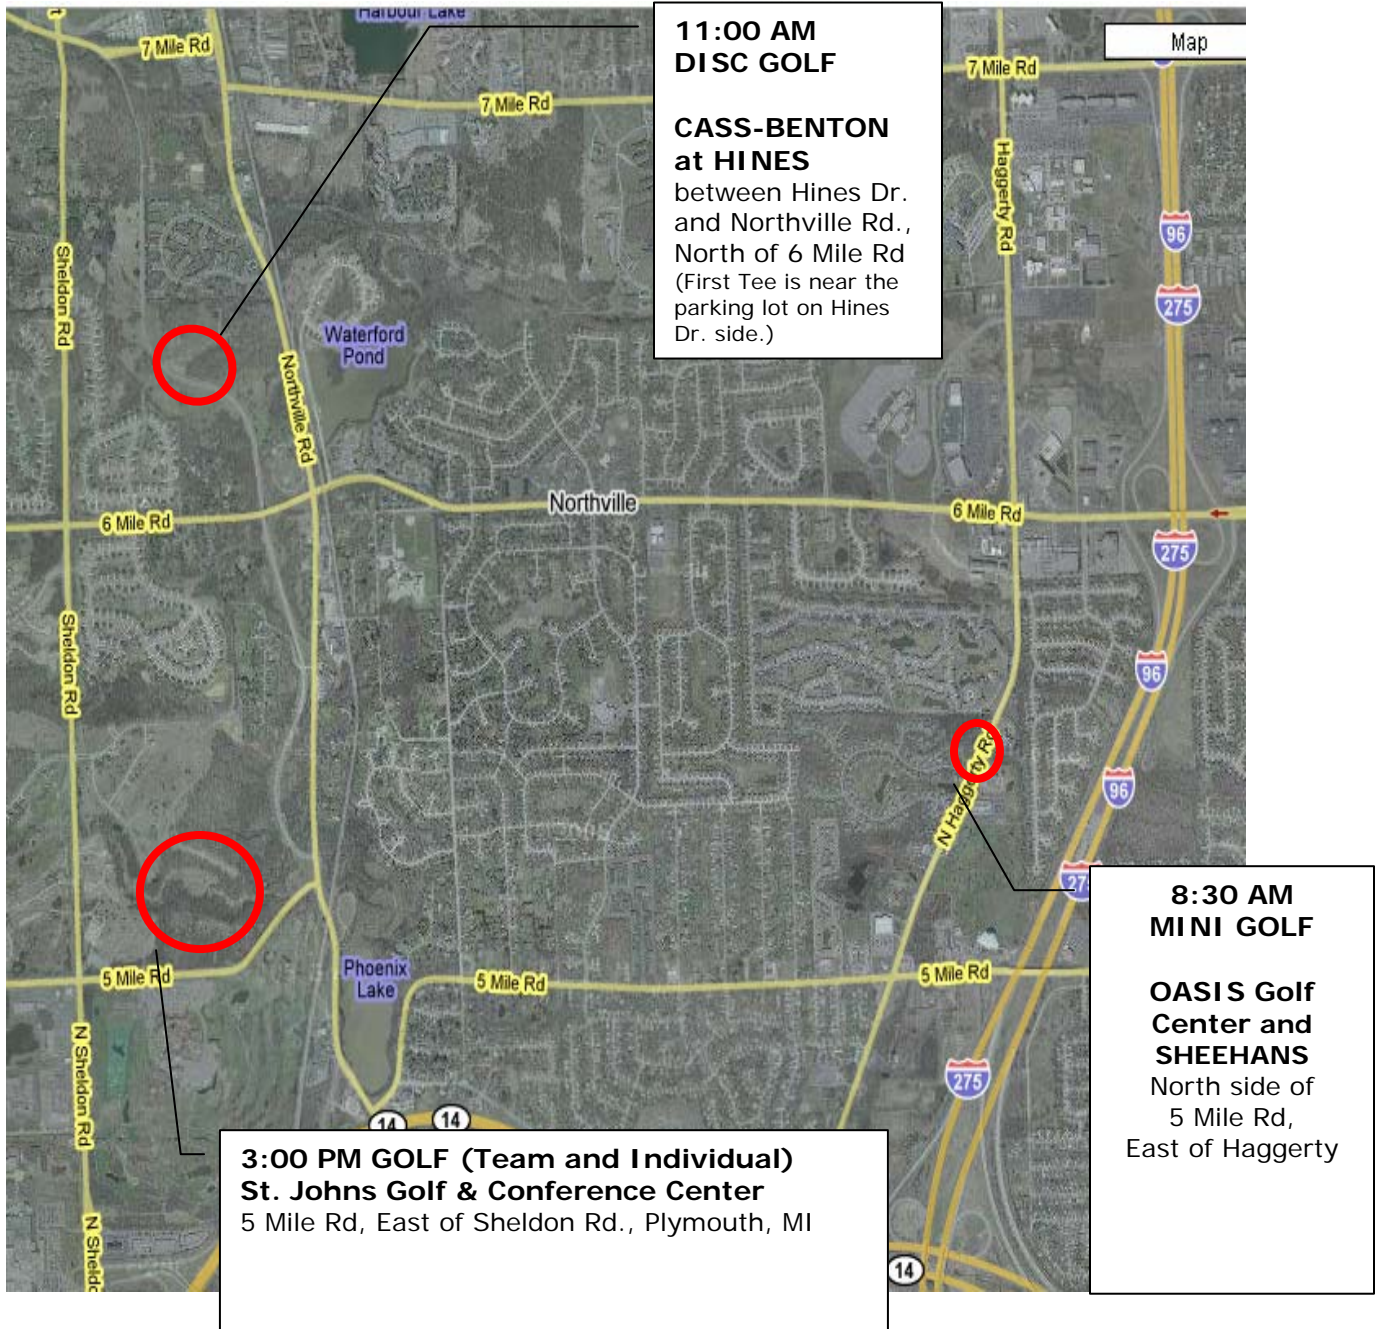 Harbour Lake
11:00 AM
DISC GOLF
CASS-BENTON
at HINES
between Hines Dr.
and Northville Rd.,
North of 6 Mile Rd
(First Tee is near the
parking lot on Hines
Dr. side.)
Map
7 Mile Rd
7 Mile Rd
7 Mile Rd
Haggerty Rd
96
275
Sheldon Rd
Waterford
Pond
Northville Rd
6 Mile Rd
Northville
6 Mile Rd
275
Sheldon Rd
96
N Haggerty Rd
96
275
8:30 AM
MINI GOLF
OASIS Golf
Center and
SHEEHANS
North side of
5 Mile Rd,
East of Haggerty
5 Mile Rd
Phoenix
Lake
5 Mile Rd
5 Mile Rd
N Sheldon Rd
275
14
14
3:00 PM GOLF (Team and Individual)
St. Johns Golf & Conference Center
5 Mile Rd, East of Sheldon Rd., Plymouth, MI
N Sheldo
14